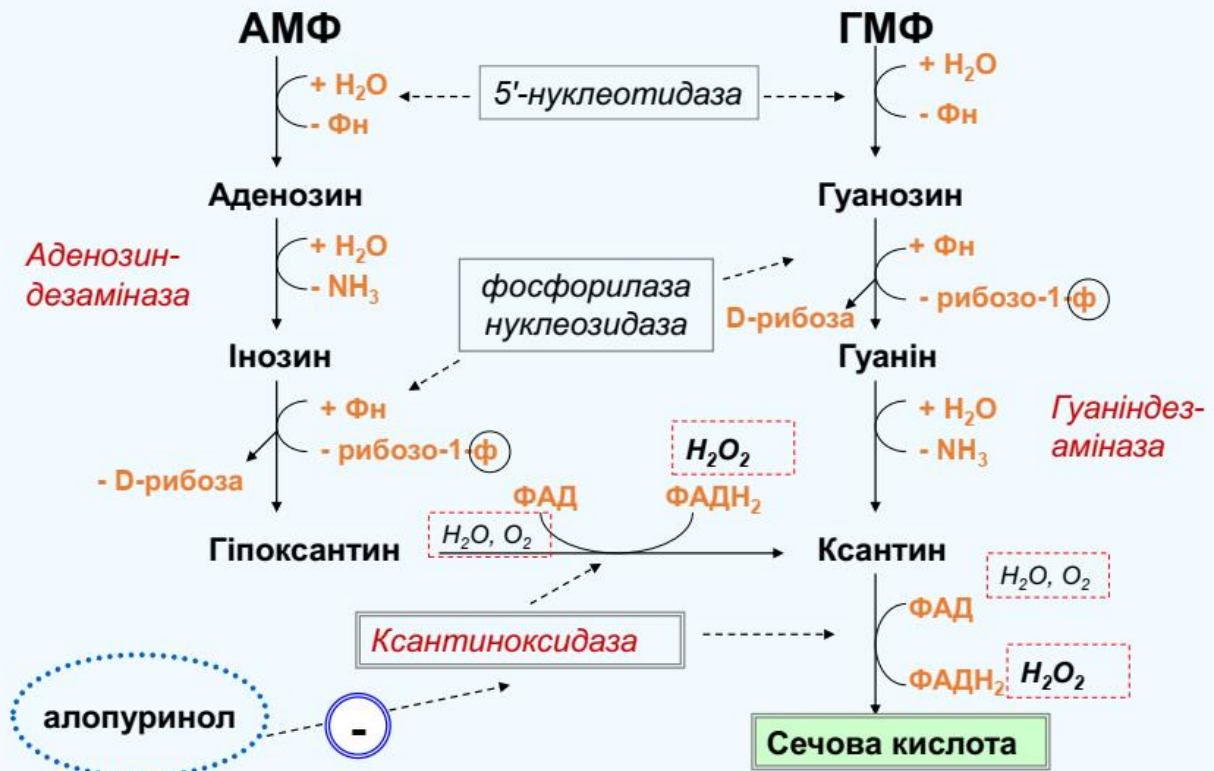 АМФ
ГМФ
+ H₂O
- Фн
5'-нуклеотидаза
+ H₂O
- Фн
Аденозин
Гуанозин
Аденозин-
дезаміназа
+ H₂O
- NH₃
фосфорилаза
нуклеозидаза
+ Фн
- рибозо-1-ф
D-рибоза
Інозин
Гуанін
+ Фн
- рибозо-1-ф
- D-рибоза
+ H₂O
- NH₃
Гуаніндез-
аміназа
H₂O₂
ФАД
ФАДН₂
Гіпоксантин
H₂O, O₂
Ксантин
H₂O, O₂
ФАД
ФАДН₂
H₂O₂
Ксантиноксидаза
алопуринол
-
Сечова кислота